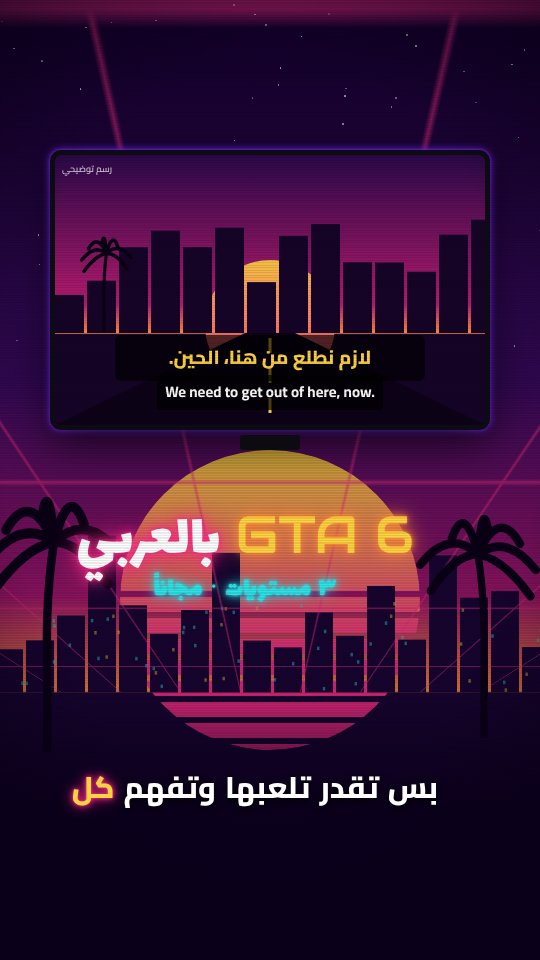 رسم توضيحي
لازم نطلع من هنا، الحين.
We need to get out of here, now.
GTA 6 بالعربي
٣ مستويات · مجاناً
بس تقدر تلعبها وتفهم كل